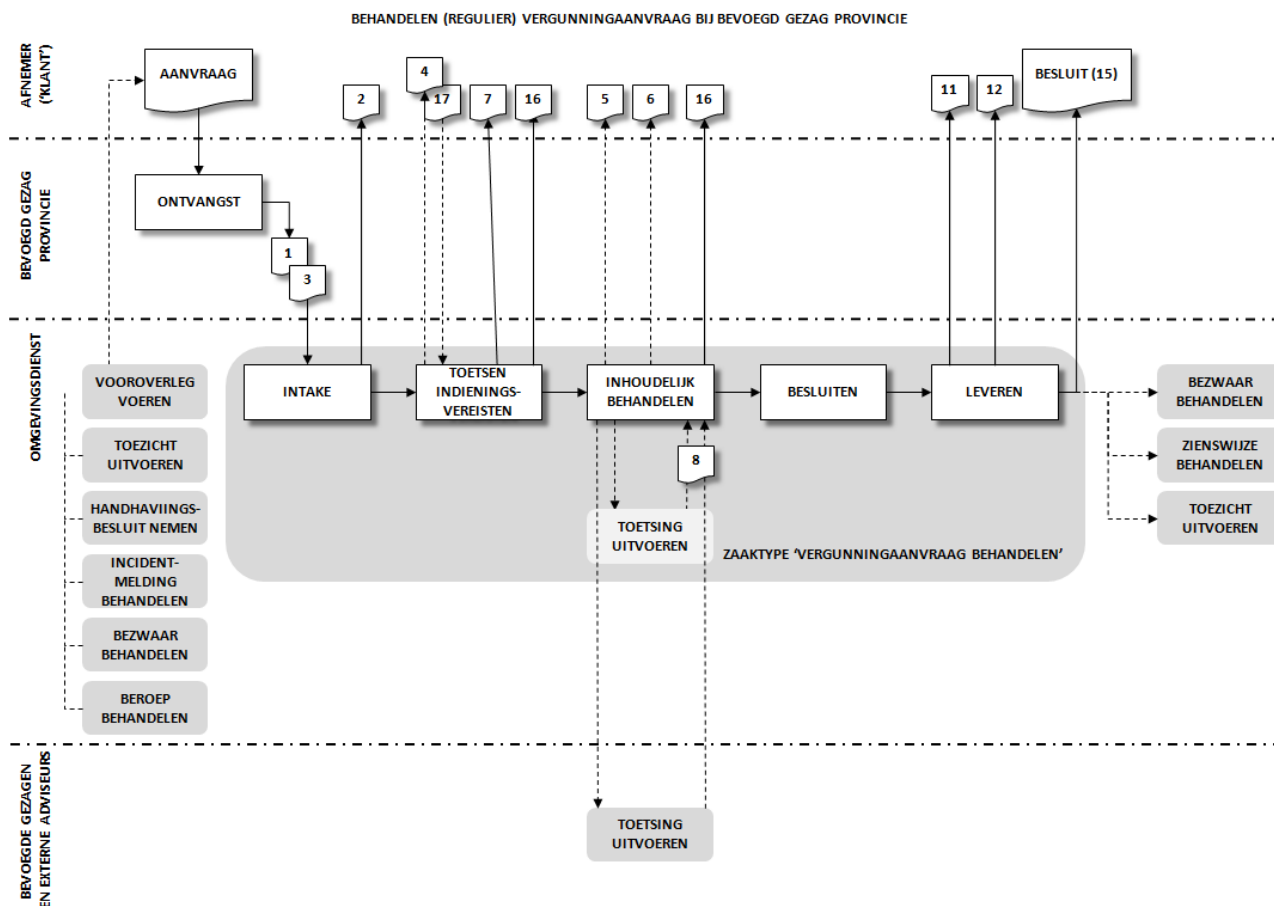 BEHANDELEN (REGULIER) VERGUNNINGAANVRAAG BIJ BEVOEGD GEZAG PROVINCIE
AFNEMER
('KLANT')
AANVRAAG
2
4
17
7
16
5
6
16
11
12
BESLUIT (15)
BEVOEGD GEZAG
PROVINCIE
ONTVANGST
1
3
OMGEVINGSDIENST
VOOROVERLEG
VOEREN
TOEZICHT
UITVOEREN
HANDHAVIINGS-
BESLUIT NEMEN
INCIDENT-
MELDING
BEHANDELEN
BEZWAAR
BEHANDELEN
BEROEP
BEHANDELEN
INTAKE
TOETSEN
INDIENINGS-
VEREISTEN
INHOUDELIJK
BEHANDELEN
BESLUITEN
LEVEREN
8
TOETSING
UITVOEREN
ZAAKTYPE 'VERGUNNINGAANVRAAG BEHANDELEN'
BEZWAAR
BEHANDELEN
ZIENSWIJZE
BEHANDELEN
TOEZICHT
UITVOEREN
BEVOEGDE GEZAGEN
EN EXTERNE ADVISEURS
TOETSING
UITVOEREN